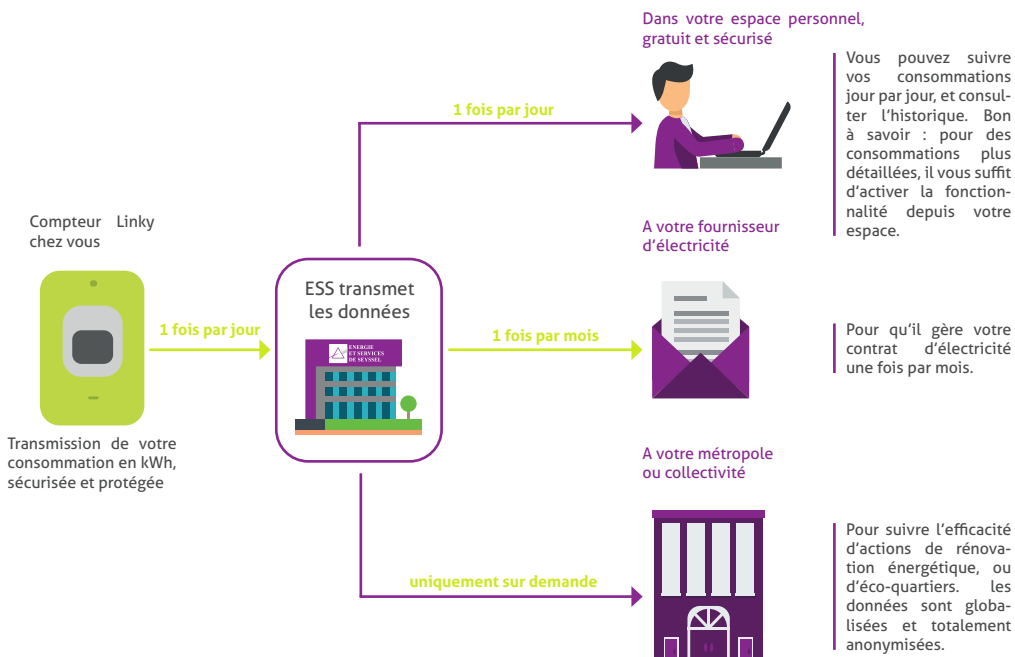 Compteur Linky
chez vous
Transmission de votre
consommation en kWh,
sécurisée et protégée
1 fois par jour
ESS transmet
les données
ENERGIE
ET SERVICES
DE SEYSSEL
1 fois par jour
Dans votre espace personnel,
gratuit et sécurisé
Vous pouvez suivre
vos consommations
jour par jour, et consul-
ter l'historique. Bon
à savoir : pour des
consommations plus
détaillées, il vous suffit
d'activer la fonction-
nalité depuis votre
espace.
1 fois par mois
A votre fournisseur
d'électricité
Pour qu'il gère votre
contrat d'électricité
une fois par mois.
uniquement sur demande
A votre métropole
ou collectivité
Pour suivre l'efficacité
d'actions de rénova-
tion énergétique, ou
d'éco-quartiers. les
données sont globa-
lisées et totalement
anonymisées.